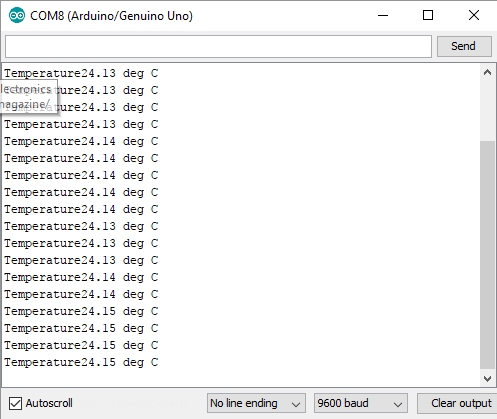 COM8 (Arduino/Genuino Uno)
Send
Temperature24.13 deg C
Temperature24.13 deg C
Temperature24.13 deg C
lectronics
magazine/
Temperature24.13 deg C
Temperature24.14 deg C
Temperature24.14 deg C
Temperature24.14 deg C
Temperature24.14 deg C
Temperature24.14 deg C
Temperature24.13 deg C
Temperature24.13 deg C
Temperature24.13 deg C
Temperature24.14 deg C
Temperature24.14 deg C
Temperature24.15 deg C
Temperature24.15 deg C
Temperature24.15 deg C
Temperature24.15 deg C
Autoscroll
No line ending
9600 baud
Clear output